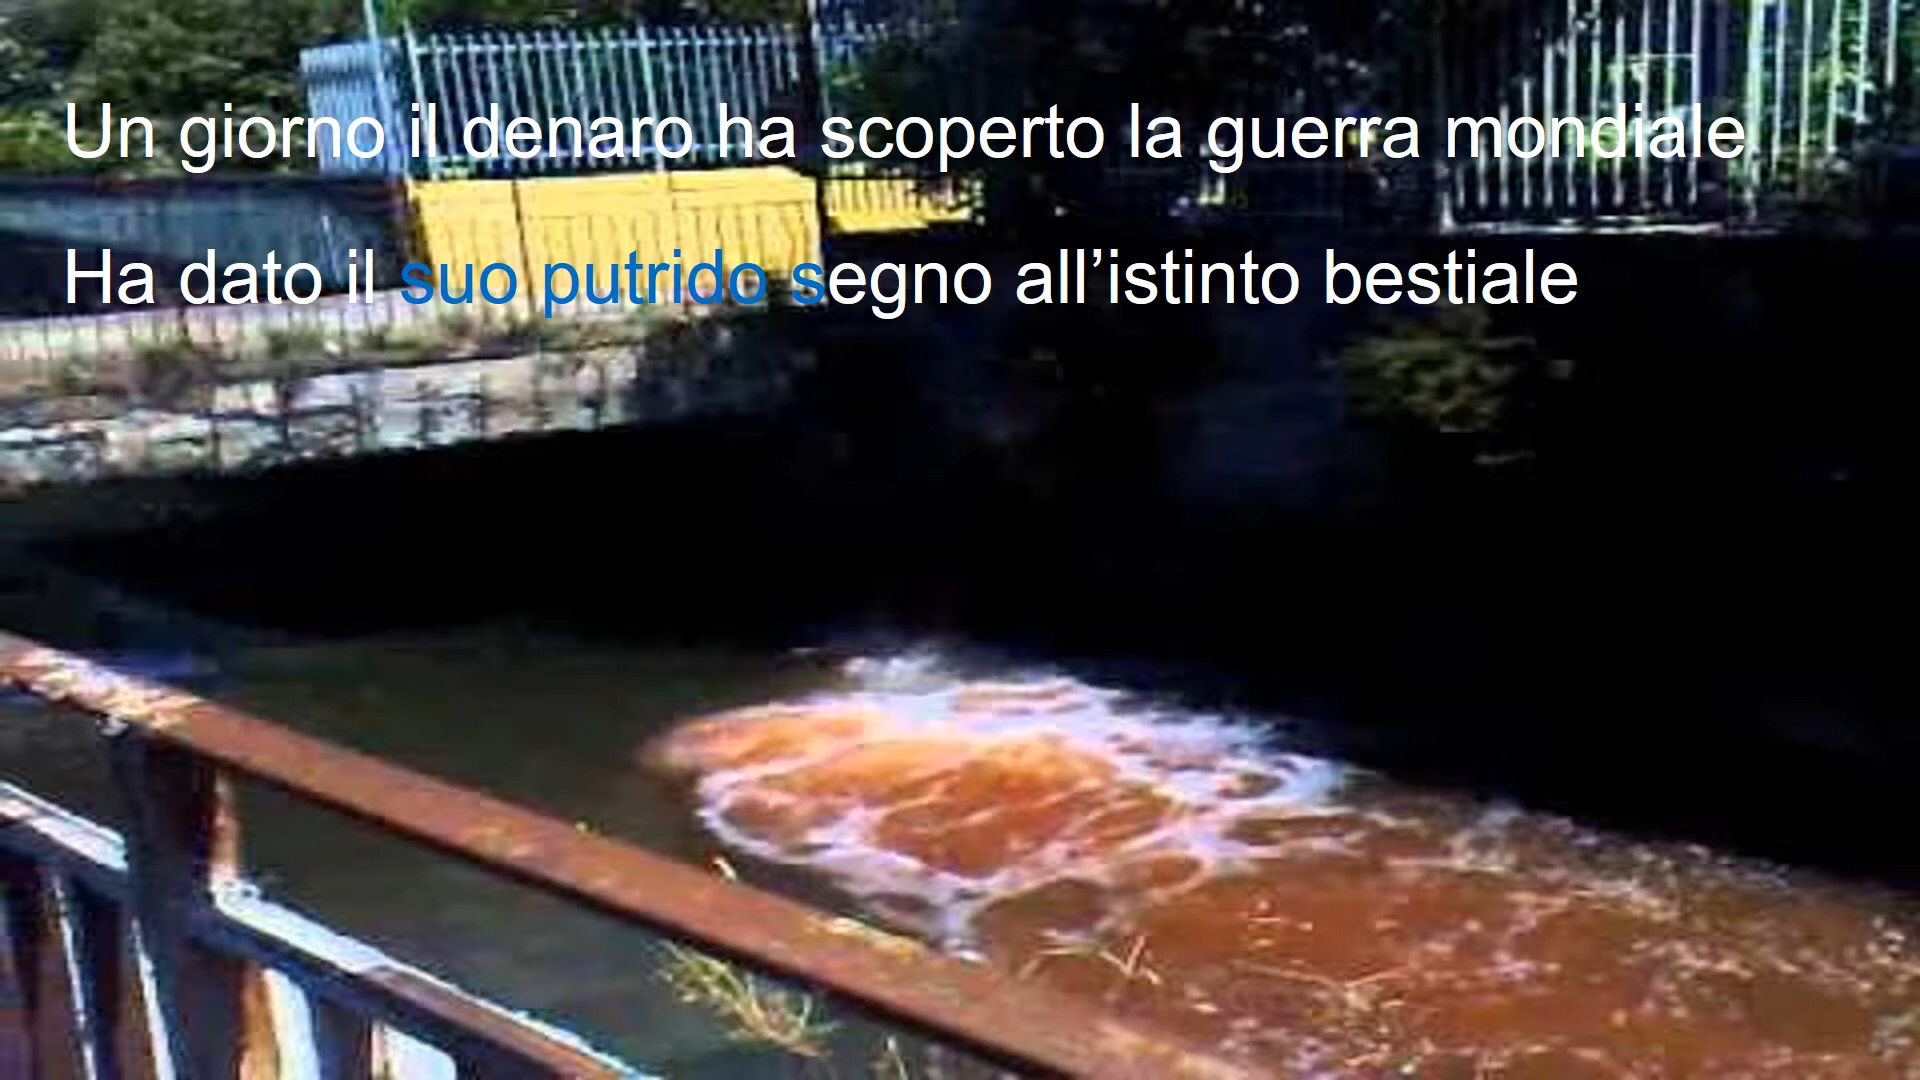 Un giorno il denaro ha scoperto la guerra mondiale
Ha dato il suo putrido segno all’istinto bestiale